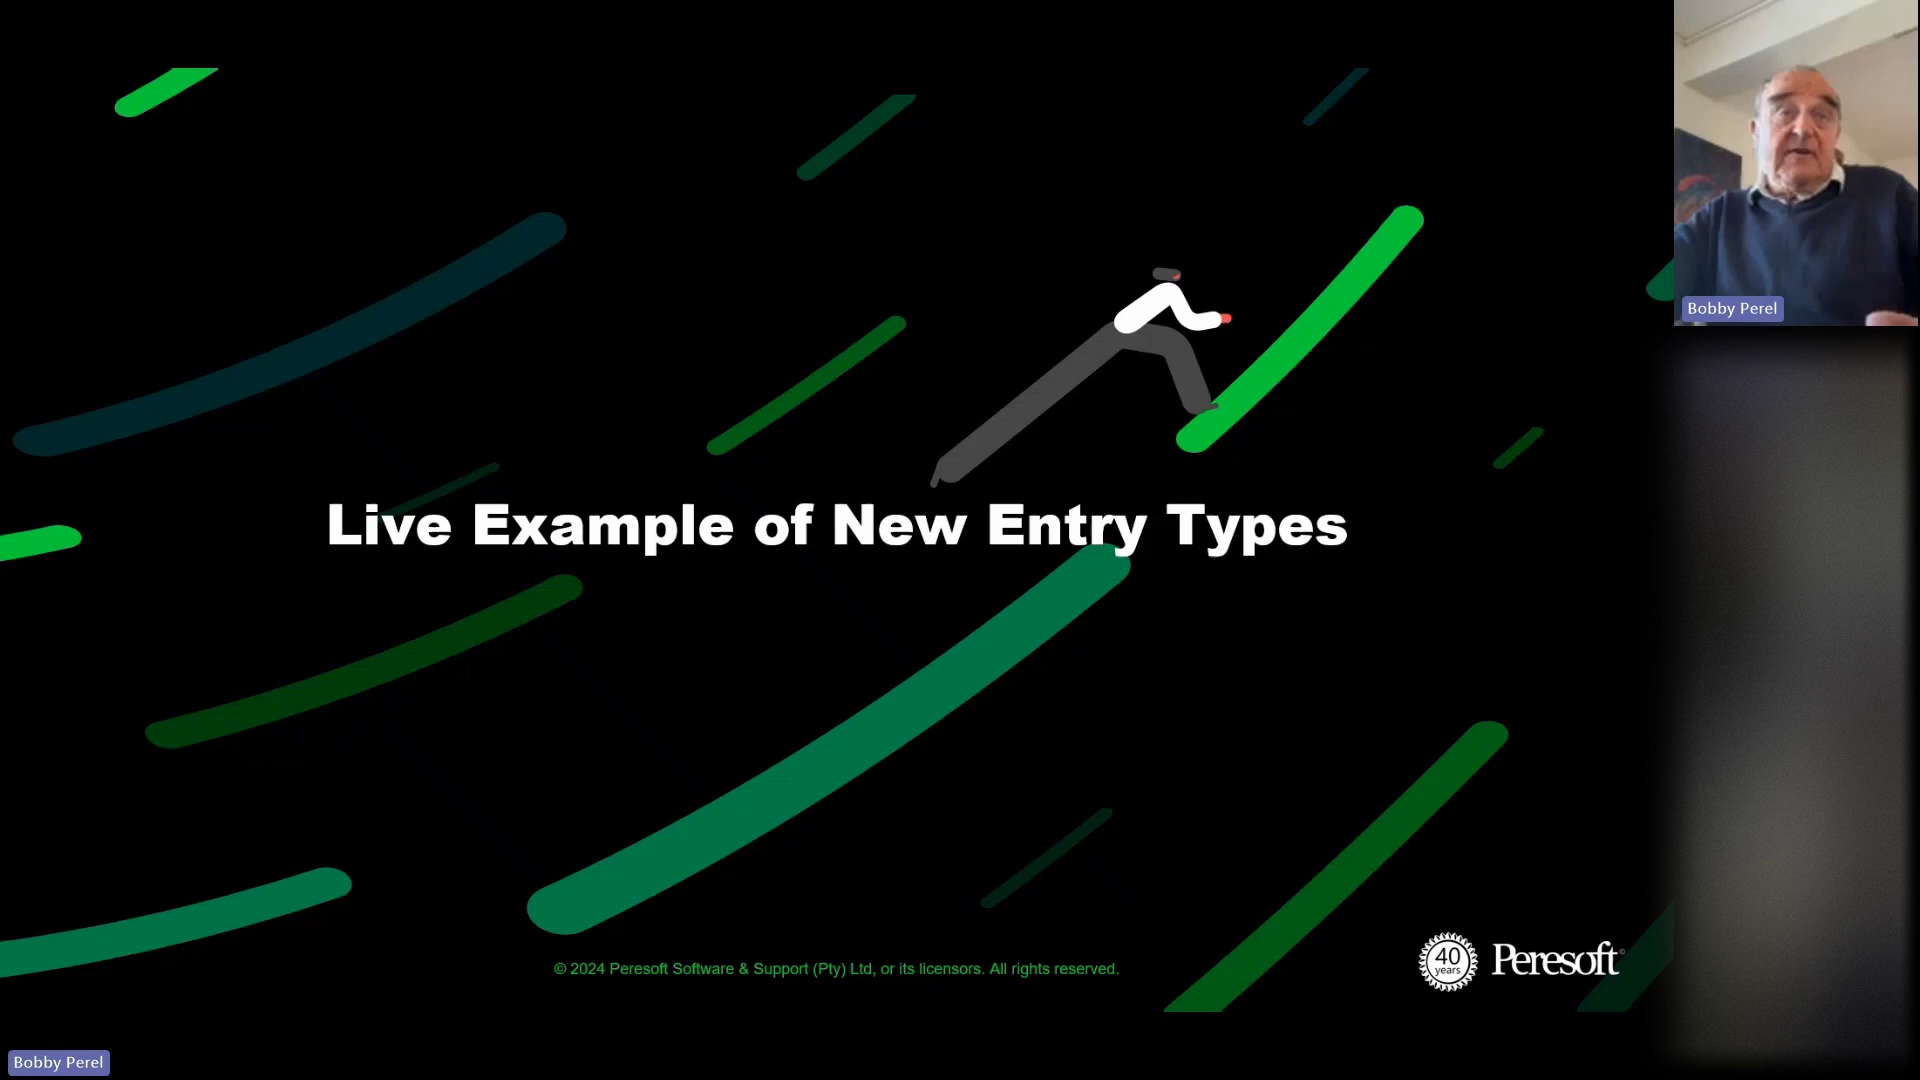 Bobby Perel
Live Example of New Entry Types
© 2024 Peresoft Software & Support (Pty) Ltd, or its licensors. All rights reserved.
40
years
Peresoft
Bobby Perel